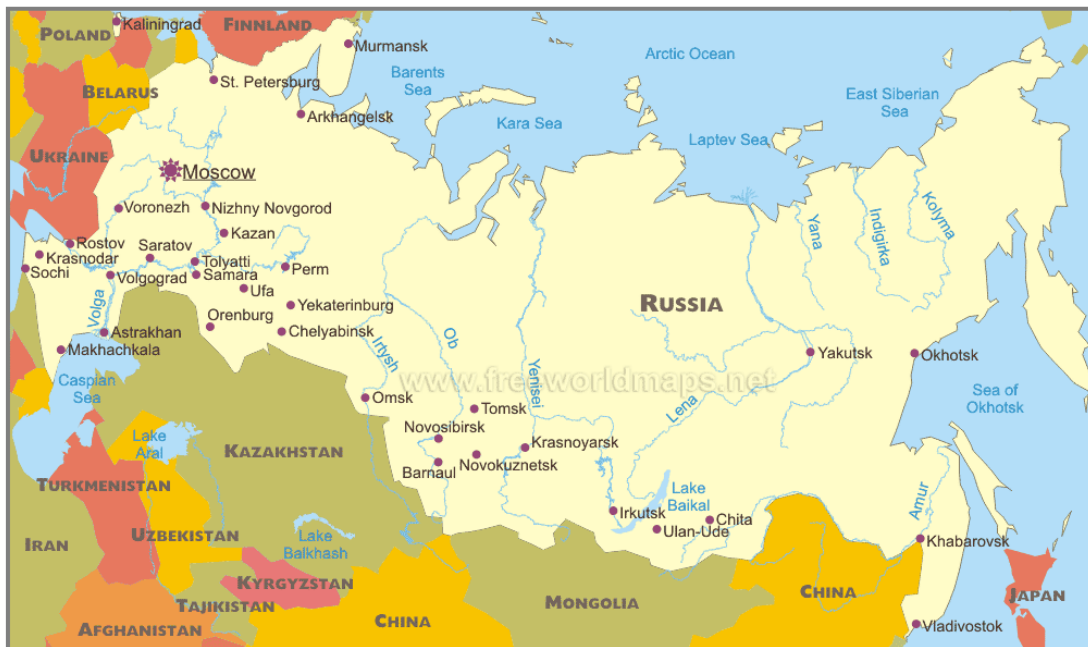 Kaliningrad
POLAND
FINNLAND
Murmansk
Arctic Ocean
Barents
Sea
St. Petersburg
BELARUS
East Siberian
Sea
Arkhangelsk
Kara Sea
Laptev Sea
UKRAINE
Moscow
Voronezh
Nizhny Novgorod
Kolyma
Indigirka
Yana
Kazan
Rostov
Saratov
Krasnodar
Tolyatti
Sochi
Volgograd
Samara
Perm
Ufa
Volga
Yekaterinburg
RUSSIA
Orenburg
Astrakhan
Chelyabinsk
Irtysh
Ob
Yenisei
Makhachkala
Yakutsk
Okhotsk
www.freeworldmaps.net
Caspian
Sea
Omsk
Tomsk
Lena
Sea of
Okhotsk
Novosibirsk
Lake
Aral
KAZAKHSTAN
Krasnoyarsk
Barnaul
Novokuznetsk
TURKMENISTAN
Lake
Baikal
Amur
Irkutsk
Chita
Ulan-Ude
UZBEKISTAN
Lake
Balkhash
IRAN
Khabarovsk
KYRGYZSTAN
CHINA
JAPAN
TAJIKISTAN
MONGOLIA
CHINA
AFGHANISTAN
Vladivostok